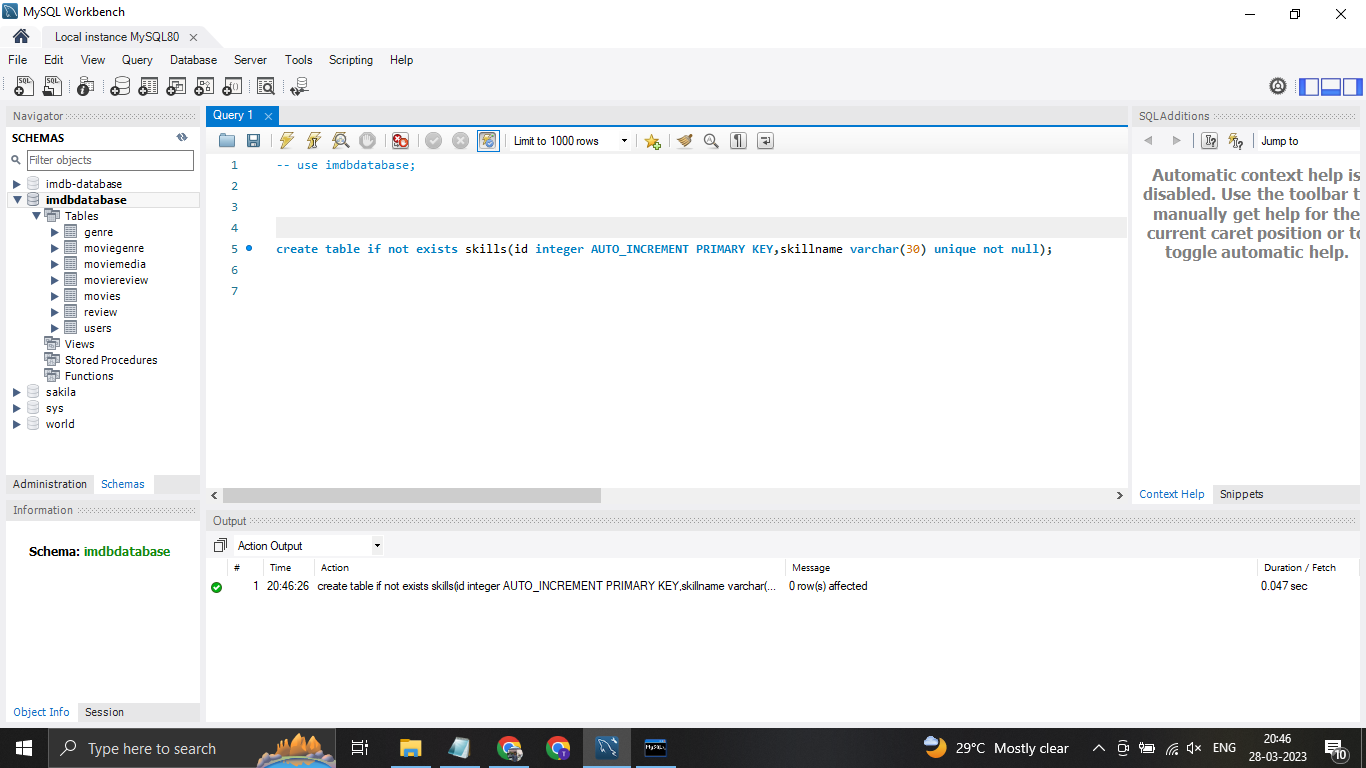 MySQL Workbench
Local instance MySQL80
File Edit View Query Database Server Tools Scripting Help
Navigator
SCHEMAS
Filter objects
imdb-database
imdbdatabase
Tables
genre
moviegenre
moviemedia
moviereview
movies
review
users
Views
Stored Procedures
Functions
sakila
sys
world
Administration Schemas
Information
Schema: imdbdatabase
Object Info Session
Query 1
Limit to 1000 rows
1 -- use imdbdatabase;
2
3
4
5 create table if not exists skills(id integer AUTO_INCREMENT PRIMARY KEY,skillname varchar(30) unique not null);
6
7
SQLAdditions
Jump to
Automatic context help is
disabled. Use the toolbar t
manually get help for the
current caret position or to
toggle automatic help.
Context Help Snippets
Output
Action Output
# Time Action Message Duration / Fetch
1 20:46:26 create table if not exists skills(id integer AUTO_INCREMENT PRIMARY KEY,skillname varchar(... 0 row(s) affected 0.047 sec
Type here to search
29°C Mostly clear
ENG
20:46
28-03-2023
10